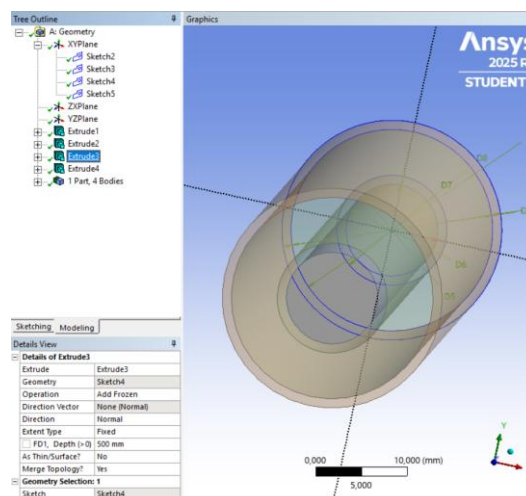 Tree Outline
A: Geometry
XYPlane
Sketch2
Sketch3
Sketch4
Sketch5
ZXPlane
YZPlane
Extrude1
Extrude2
Extrude3
Extrude4
1 Part, 4 Bodies
Sketching Modeling
Details View
Details of Extrude3
Extrude Extrude3
Geometry Sketch4
Operation Add Frozen
Direction Vector None (Normal)
Direction Normal
Extent Type Fixed
FD1, Depth (>0) 500 mm
As Thin/Surface? No
Merge Topology? Yes
Geometry Selection: 1
Sketch Sketch4
Graphics
Ansys
2025 R
STUDENT
D8
D7
D6
D5
0,000 10,000 (mm)
5,000
Y